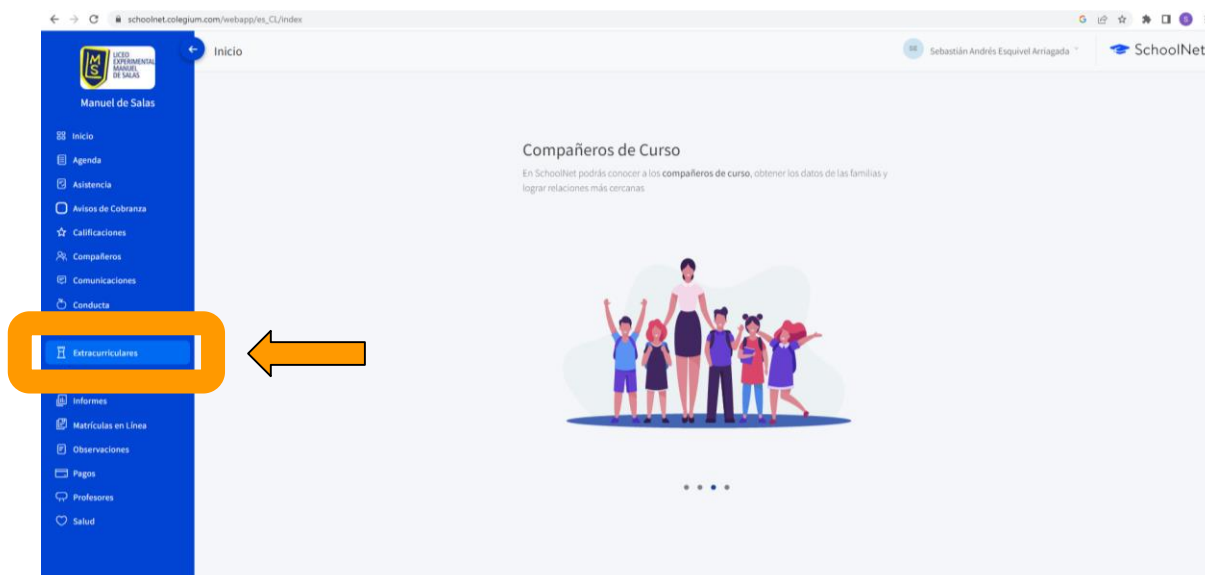 schoolnet.colegium.com/webapp/es_CL/index
LICEO
EXPERIMENTAL
MANUEL
DE SALAS
Manuel de Salas
Inicio
Sebastián Andrés Esquivel Arriagada
SchoolNet
Inicio
Agenda
Asistencia
Avisos de Cobranza
Calificaciones
Compañeros
Comunicaciones
Conducta
Extracurriculares
Informes
Matrículas en Línea
Observaciones
Pagos
Profesores
Salud
Compañeros de Curso
En SchoolNet podrás conocer a los compañeros de curso, obtener los datos de las familias y
lograr relaciones más cercanas